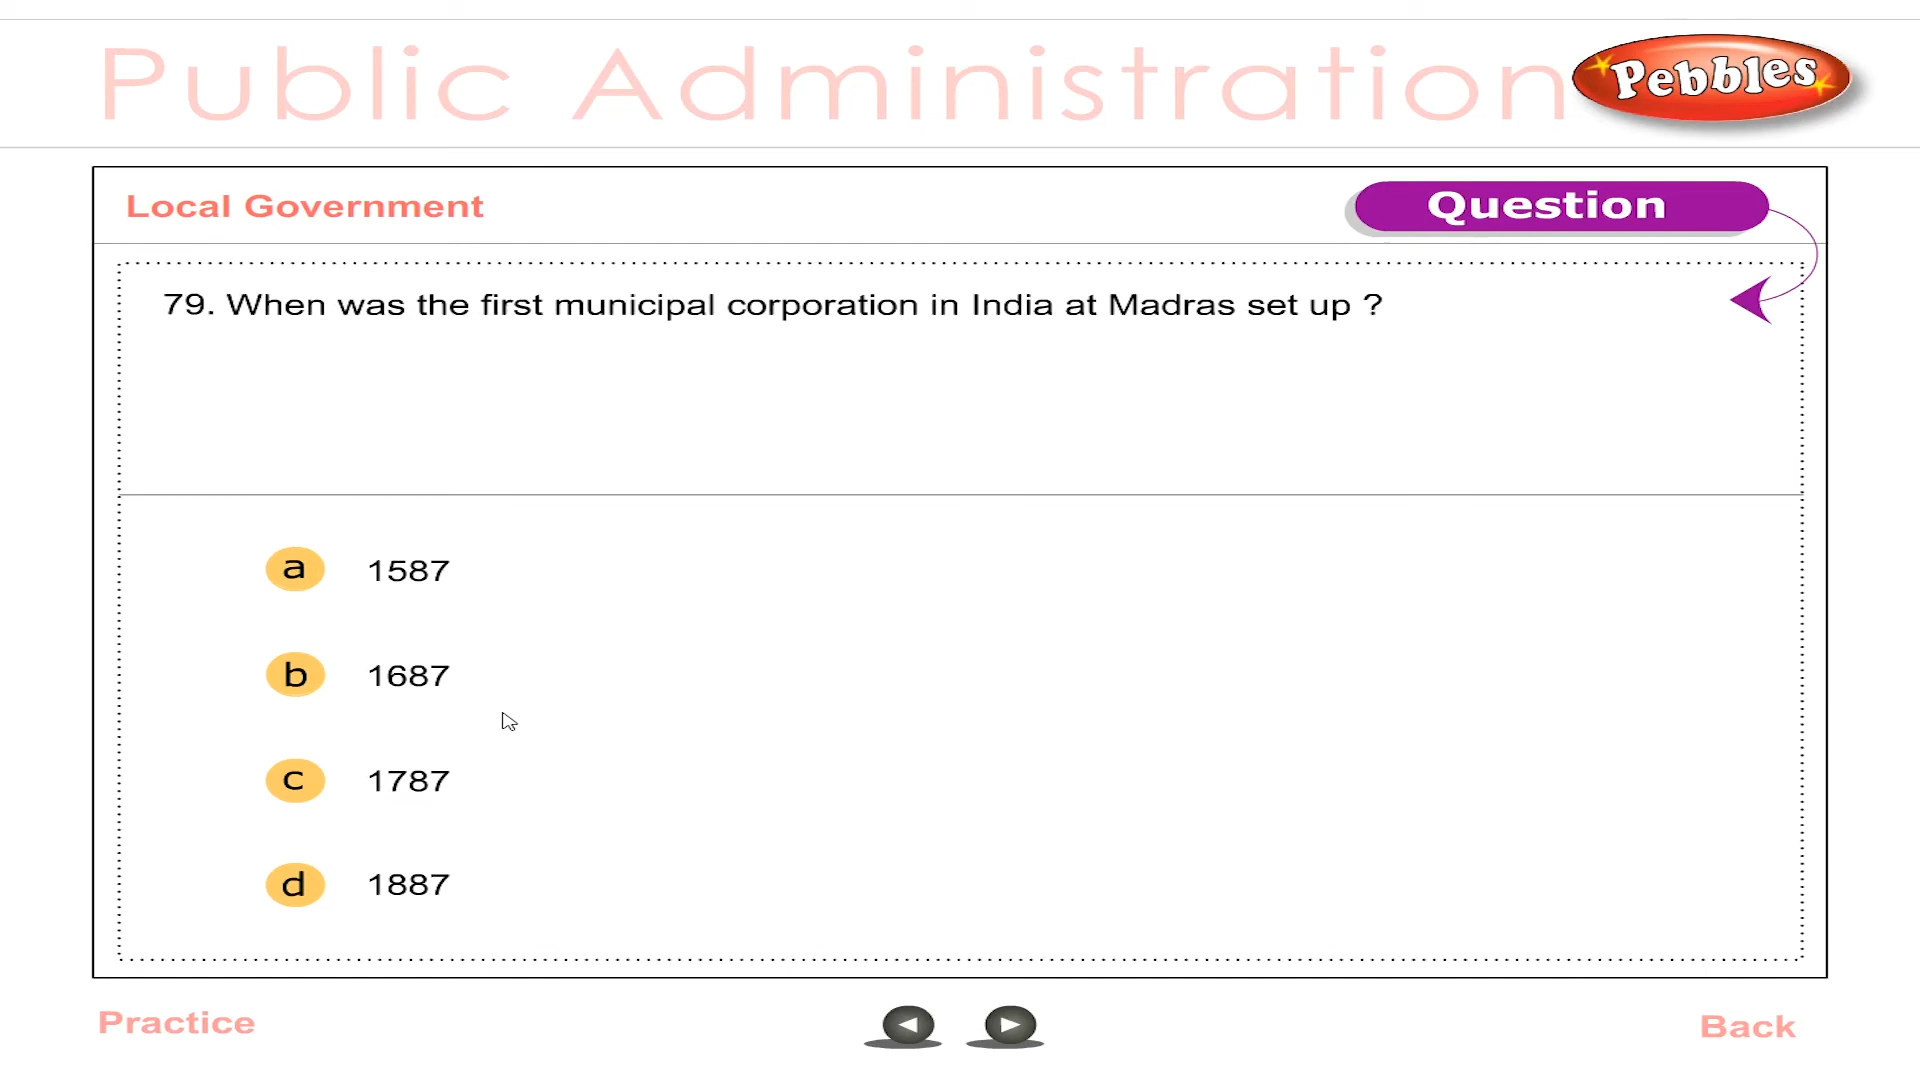 Public Administration
Pebbles
Local Government
Question
79. When was the first municipal corporation in India at Madras set up ?
a 1587
b 1687
c 1787
d 1887
Practice
Back